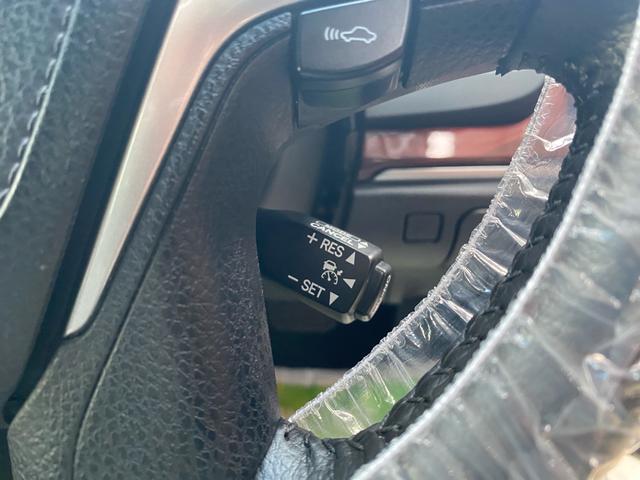 CANCEL
+ RES ▲
− SET ▼